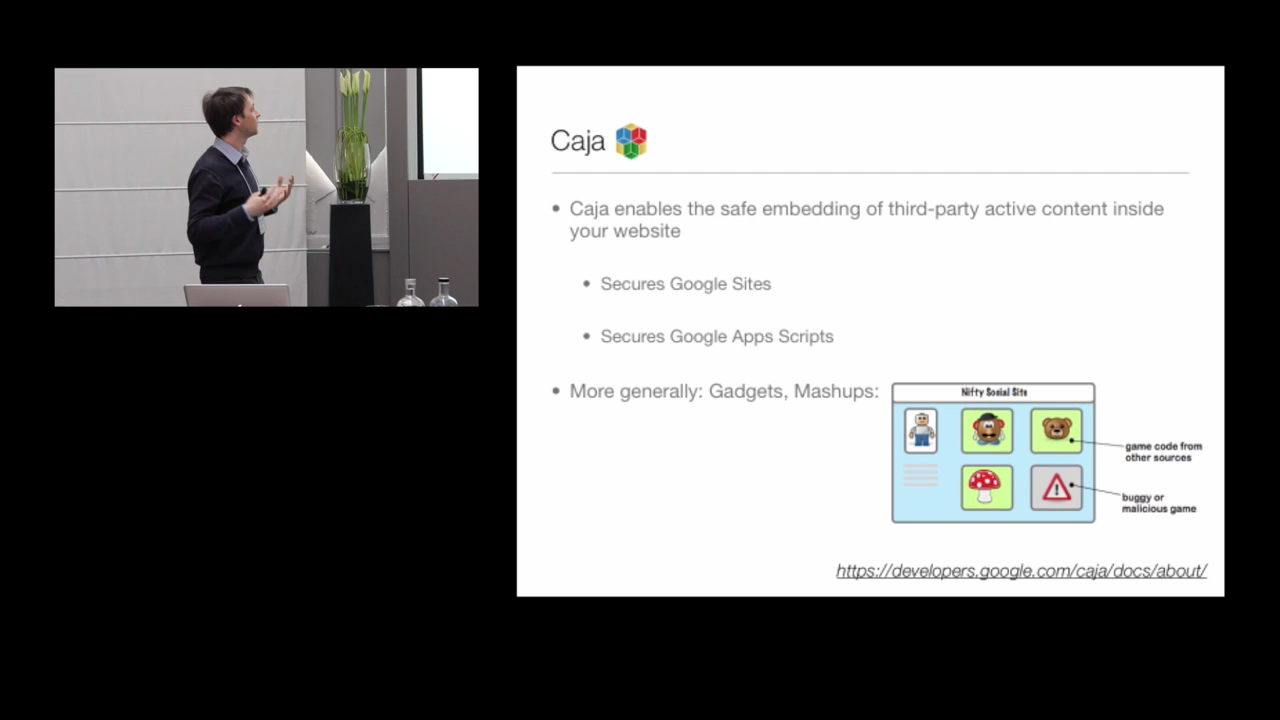 Caja
• Caja enables the safe embedding of third-party active content inside
your website
• Secures Google Sites
• Secures Google Apps Scripts
• More generally: Gadgets, Mashups:
Nifty Social Site
game code from
other sources
buggy or
malicious game
https://developers.google.com/caja/docs/about/